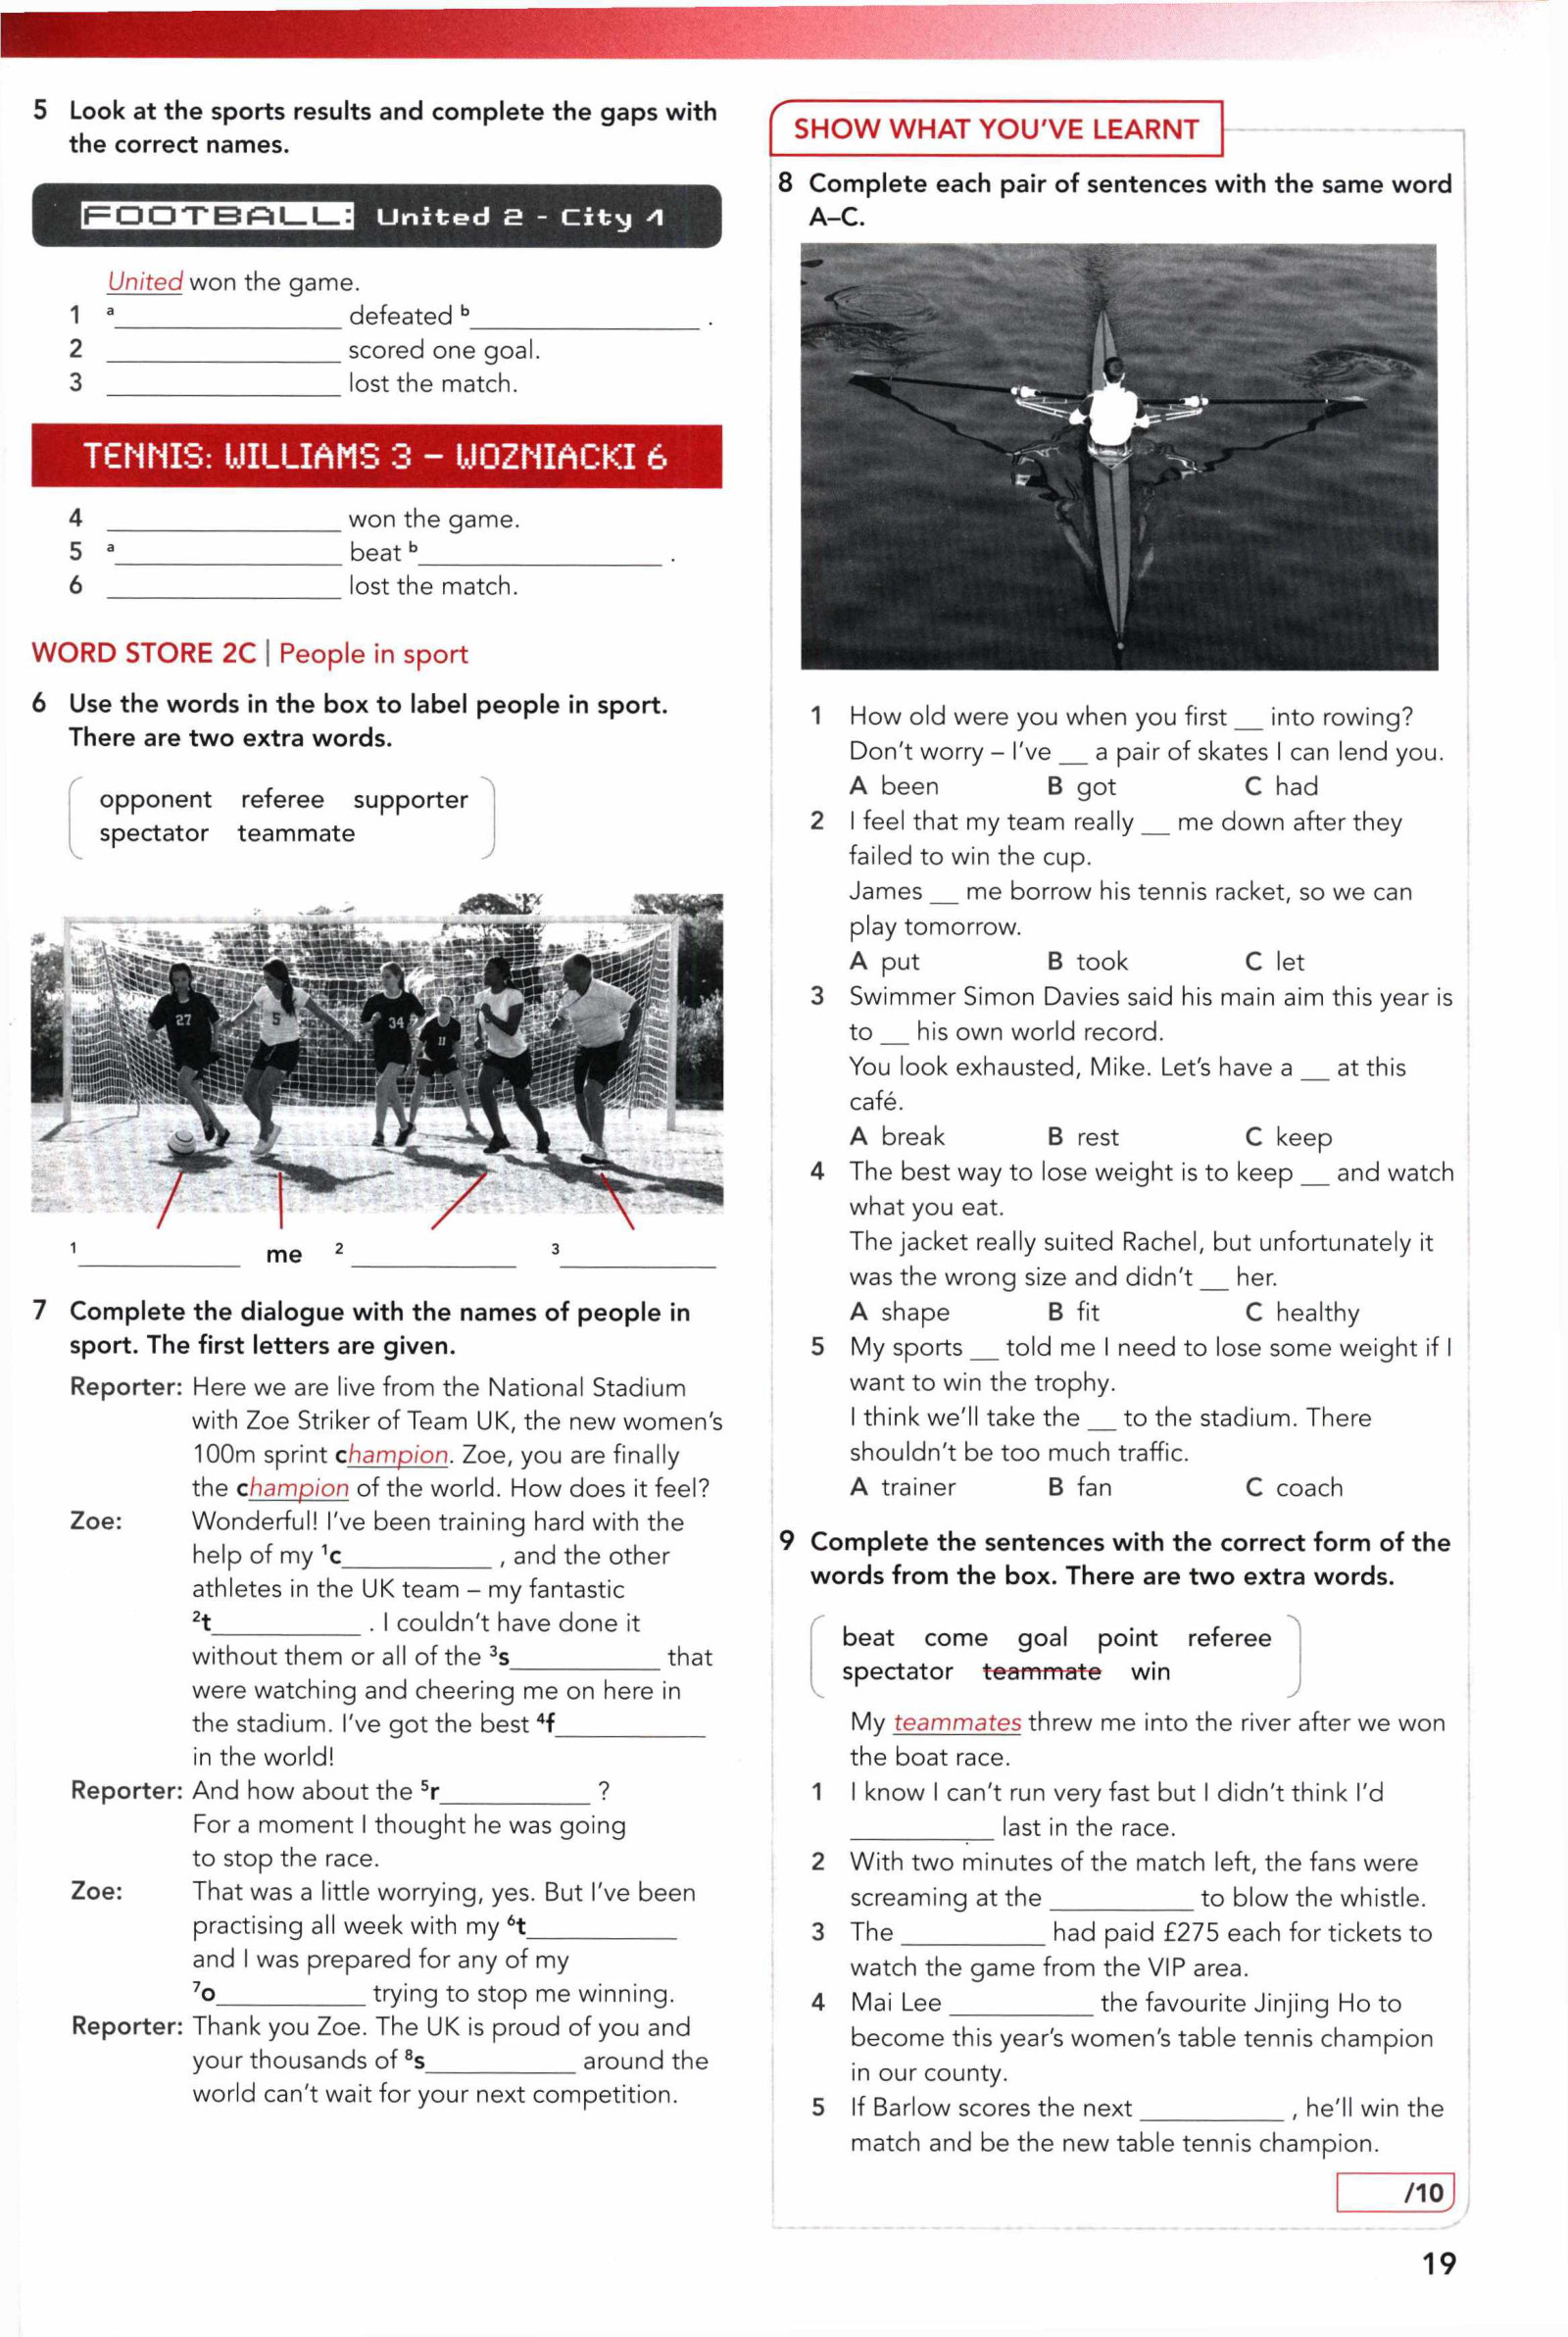 5 Look at the sports results and complete the gaps with
the correct names.
FOOTBALL: United 2 - City 1
United won the game.
1 a______ defeated b______.
2 ______ scored one goal.
3 ______ lost the match.
TENNIS: WILLIAMS 3 – WOZNIACKI 6
4 ______ won the game.
5 a______ beat b______.
6 ______ lost the match.
WORD STORE 2C | People in sport
6 Use the words in the box to label people in sport.
There are two extra words.
opponent referee supporter
spectator teammate
27 5 34 11
1______ me 2______ 3______
7 Complete the dialogue with the names of people in
sport. The first letters are given.
Reporter: Here we are live from the National Stadium
with Zoe Striker of Team UK, the new women's
100m sprint champion. Zoe, you are finally
the champion of the world. How does it feel?
Zoe: Wonderful! I've been training hard with the
help of my 1c______, and the other
athletes in the UK team – my fantastic
2t______. I couldn't have done it
without them or all of the 3s______ that
were watching and cheering me on here in
the stadium. I've got the best 4f______
in the world!
Reporter: And how about the 5r______?
For a moment I thought he was going
to stop the race.
Zoe: That was a little worrying, yes. But I've been
practising all week with my 6t______
and I was prepared for any of my
7o______ trying to stop me winning.
Reporter: Thank you Zoe. The UK is proud of you and
your thousands of 8s______ around the
world can't wait for your next competition.
SHOW WHAT YOU'VE LEARNT
8 Complete each pair of sentences with the same word
A–C.
1 How old were you when you first __ into rowing?
Don't worry – I've __ a pair of skates I can lend you.
A been B got C had
2 I feel that my team really __ me down after they
failed to win the cup.
James __ me borrow his tennis racket, so we can
play tomorrow.
A put B took C let
3 Swimmer Simon Davies said his main aim this year is
to __ his own world record.
You look exhausted, Mike. Let's have a __ at this
café.
A break B rest C keep
4 The best way to lose weight is to keep __ and watch
what you eat.
The jacket really suited Rachel, but unfortunately it
was the wrong size and didn't __ her.
A shape B fit C healthy
5 My sports __ told me I need to lose some weight if I
want to win the trophy.
I think we'll take the __ to the stadium. There
shouldn't be too much traffic.
A trainer B fan C coach
9 Complete the sentences with the correct form of the
words from the box. There are two extra words.
beat come goal point referee
spectator teammate win
My teammates threw me into the river after we won
the boat race.
1 I know I can't run very fast but I didn't think I'd
______ last in the race.
2 With two minutes of the match left, the fans were
screaming at the ______ to blow the whistle.
3 The ______ had paid £275 each for tickets to
watch the game from the VIP area.
4 Mai Lee ______ the favourite Jinjing Ho to
become this year's women's table tennis champion
in our county.
5 If Barlow scores the next ______, he'll win the
match and be the new table tennis champion.
/10
19